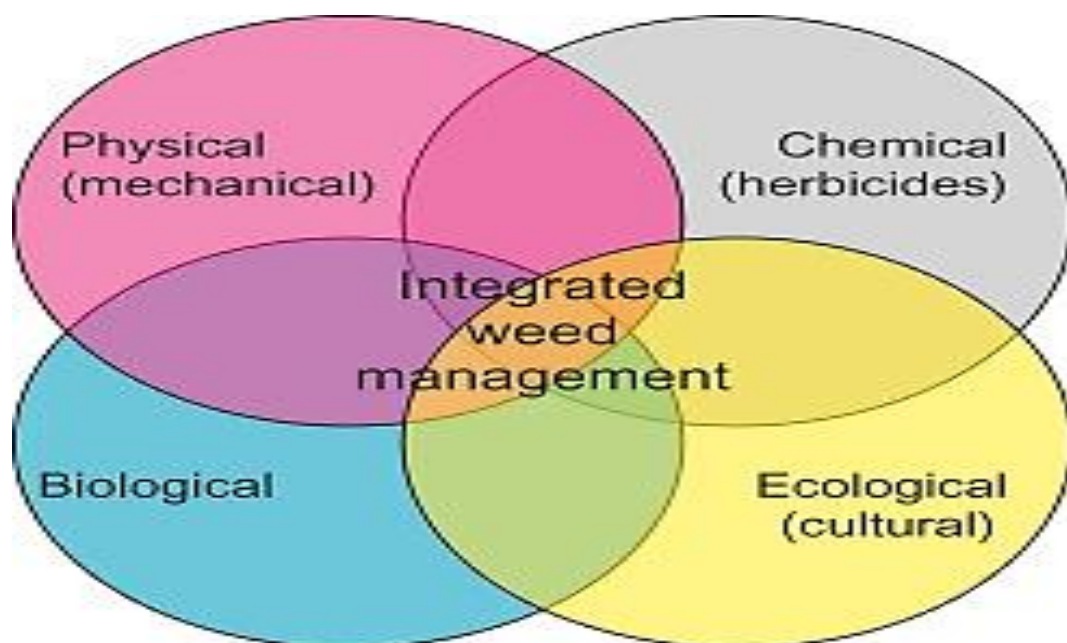 Physical
(mechanical)
Chemical
(herbicides)
Integrated
weed
management
Biological
Ecological
(cultural)